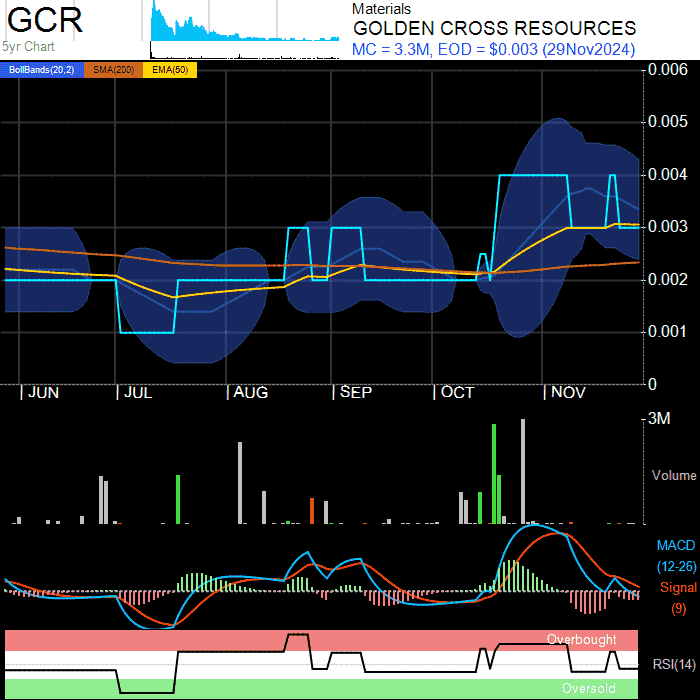 GCR
5yr Chart
Materials
GOLDEN CROSS RESOURCES
MC = 3.3M, EOD = $0.003 (29Nov2024)
BollBands(20,2) SMA(200) EMA(50)
0.006
0.005
0.004
0.003
0.002
0.001
0
| JUN | JUL | AUG | SEP | OCT | NOV
3M
Volume
MACD
(12-26)
Signal
(9)
Overbought
RSI(14)
Oversold